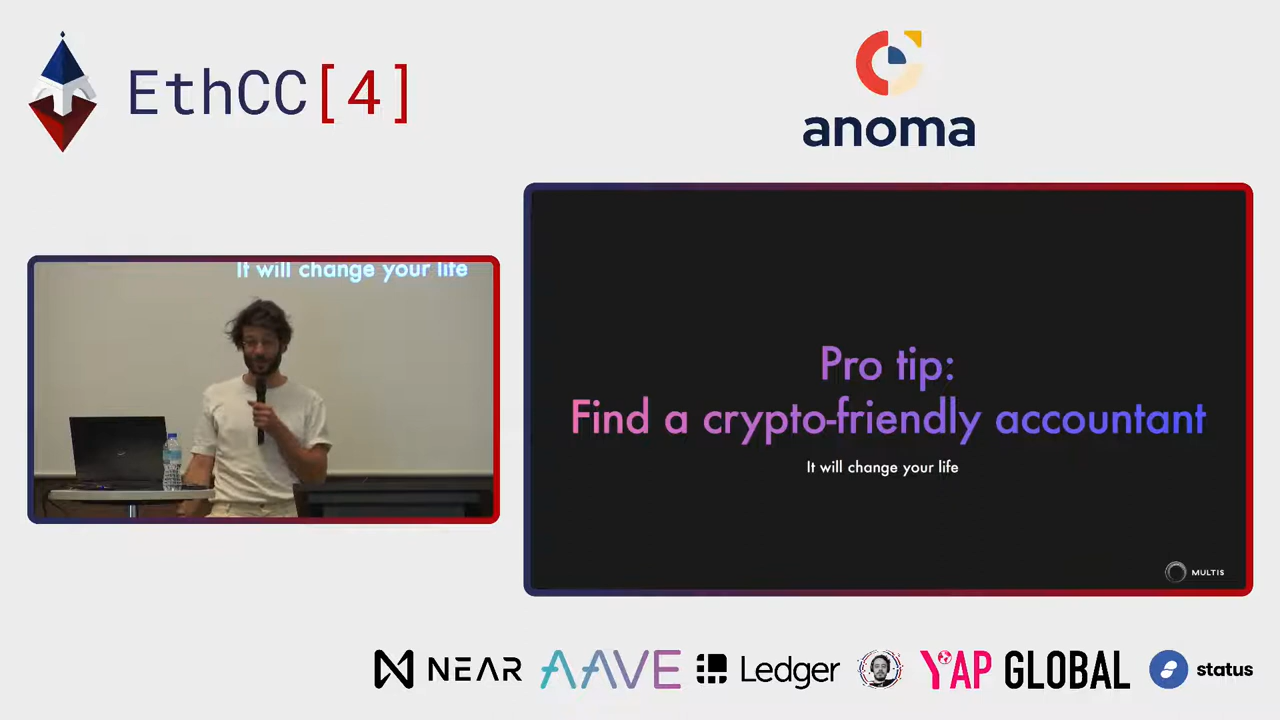 EthCC[4]
anoma
It will change your life
Pro tip:
Find a crypto-friendly accountant
It will change your life
MULTIS
NEAR
AAVE
Ledger
YAP GLOBAL
status